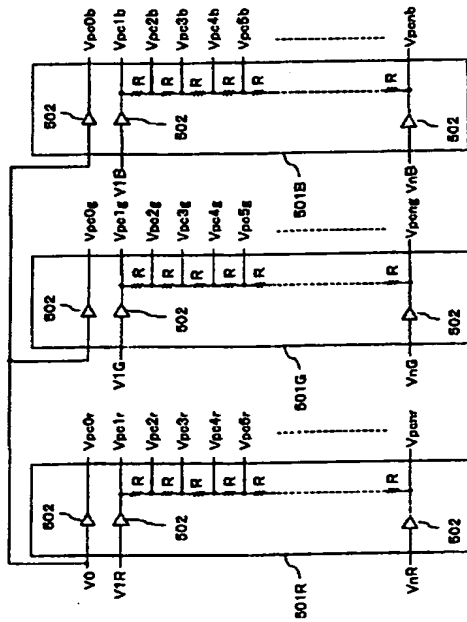 502
V0
Vpc0r
V1R
Vpc1r
502
R
Vpc2r
R
Vpc3r
R
Vpc4r
R
Vpc5r
R
501R
R
VnR
Vpcnr
502
502
Vpc0g
V1G
Vpc1g
502
R
Vpc2g
R
Vpc3g
R
Vpc4g
R
Vpc5g
R
501G
R
VnG
Vpcng
502
502
Vpc0b
V1B
Vpc1b
502
R
Vpc2b
R
Vpc3b
R
Vpc4b
R
Vpc5b
R
501B
R
VnB
Vpcnb
502